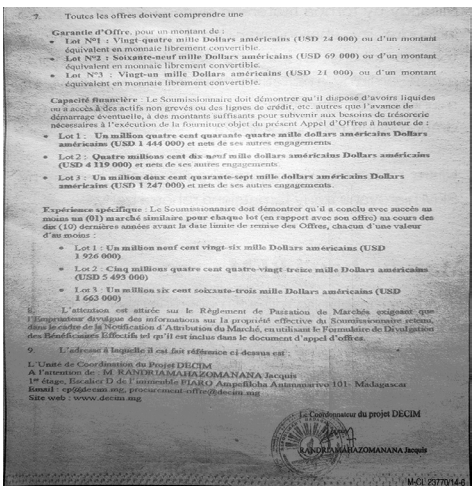 7. Toutes les offres doivent comprendre une
Garantie d'Offre, pour un montant de :
• Lot N°1 : Vingt-quatre mille Dollars américains (USD 24 000) ou d'un montant
équivalent en monnaie librement convertible.
• Lot N°2 : Soixante-neuf mille Dollars américains (USD 69 000) ou d'un montant
équivalent en monnaie librement convertible.
• Lot N°3 : Vingt-un mille Dollars américains (USD 21 000) ou d'un montant
équivalent en monnaie librement convertible.
Capacité financière : Le Soumissionnaire doit démontrer qu'il dispose d'avoirs liquides
ou a accès à des actifs non grevés ou des lignes de crédit, etc. autres que l'avance de
démarrage éventuelle, à des montants suffisants pour subvenir aux besoins de trésorerie
nécessaires à l'exécution de la fourniture objet du présent Appel d'Offres à hauteur de :
• Lot 1 : Un million quatre cent quarante quatre mille dollars américains Dollars
américains (USD 1 444 000) et nets de ses autres engagements
• Lot 2 : Quatre millions cent dix neuf mille dollars américains Dollars américains
(USD 4 119 000) et nets de ses autres engagements.
• Lot 3 : Un million deux cent quarante-sept mille dollars américains Dollars
américains (USD 1 247 000) et nets de ses autres engagements.
Expérience spécifique : Le Soumissionnaire doit démontrer qu'il a conclu avec succès au
moins un (01) marché similaire pour chaque lot (en rapport avec son offre) au cours des
dix (10) dernières années avant la date limite de remise des Offres, chacun d'une valeur
d'au moins :
• Lot 1 : Un million neuf cent vingt-six mille Dollars américains (USD
1 926 000)
• Lot 2 : Cinq millions quatre cent quatre-vingt-treize mille Dollars américains
(USD 5 493 000)
• Lot 3 : Un million six cent soixante-trois mille Dollars américains (USD
1 663 000)
8. L'attention est attirée sur le Règlement de Passation de Marchés exigeant que
l'Emprunteur divulgue des informations sur la propriété effective du Soumissionnaire retenu,
dans le cadre de la Notification d'Attribution du Marché, en utilisant le Formulaire de Divulgation
des Bénéficiaires Effectifs tel qu'il est inclus dans le document d'appel d'offres.
9. L'adresse à laquelle il est fait référence ci-dessus est :
L'Unité de Coordination du Projet DECIM
A l'attention de : M RANDRIAMAHAZOMANANA Jacquis
1er étage, Escalier D de l'immeuble FIARO Ampefiloha Antananarivo 101- Madagascar
Email : cp@decim.mg, procurement-offre@decim.mg
Site web : www.decim.mg
Le Coordonnateur du projet DECIM
RANDRIAMAHAZOMANANA Jacquis
M-CL 23770/14-6